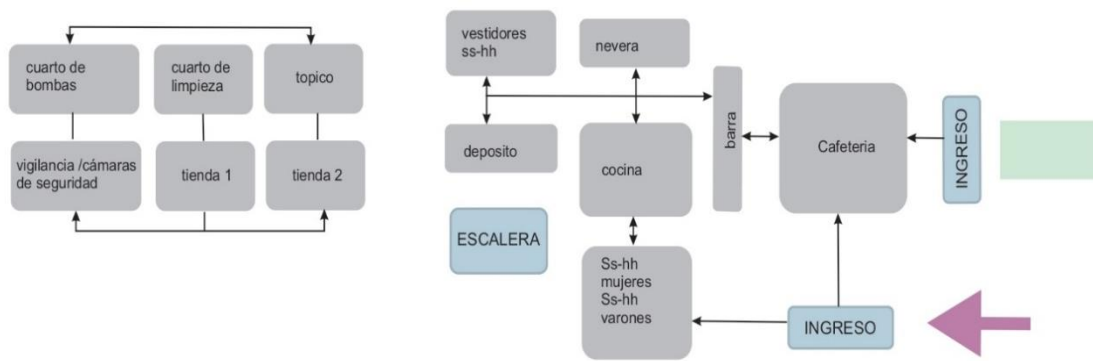 cuarto de
bombas
cuarto de
limpieza
topico
vigilancia /cámaras
de seguridad
tienda 1
tienda 2
vestidores
ss-hh
nevera
deposito
cocina
barra
Cafeteria
INGRESO
ESCALERA
Ss-hh
mujeres
Ss-hh
varones
INGRESO